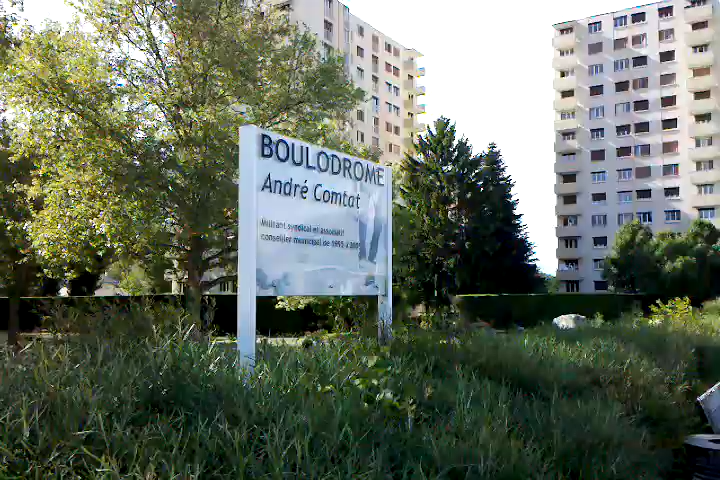 BOULODROME
André Comtat
Militant syndical et associatif
conseiller municipal de à